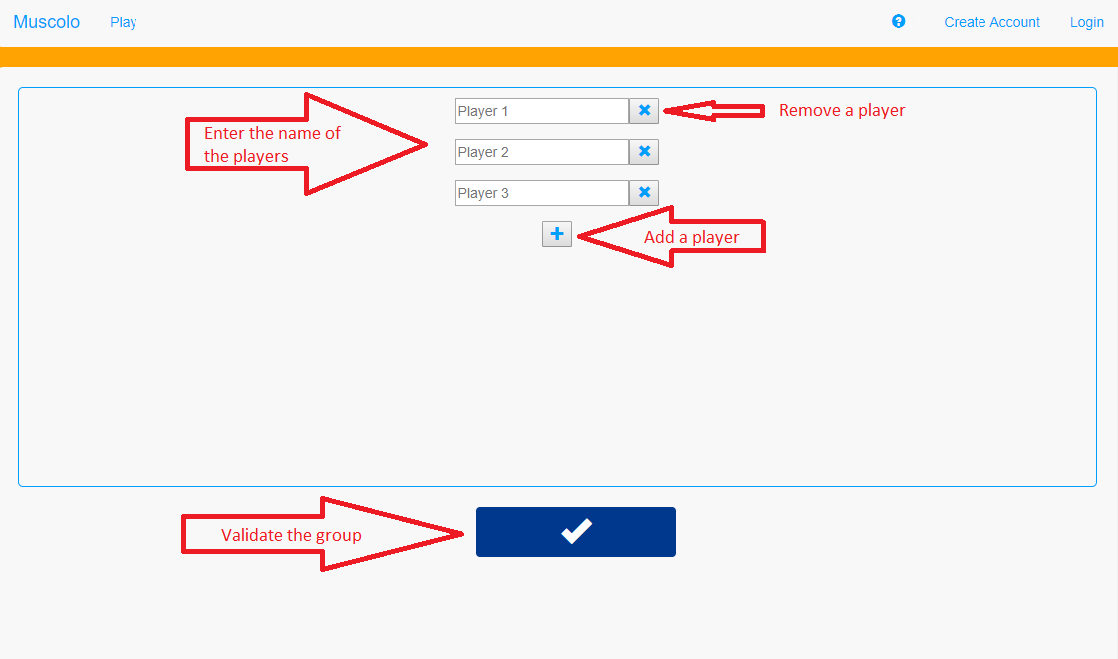 Muscolo Play Create Account Login
Player 1
Remove a player
Enter the name of
the players
Player 2
Player 3
Add a player
Validate the group